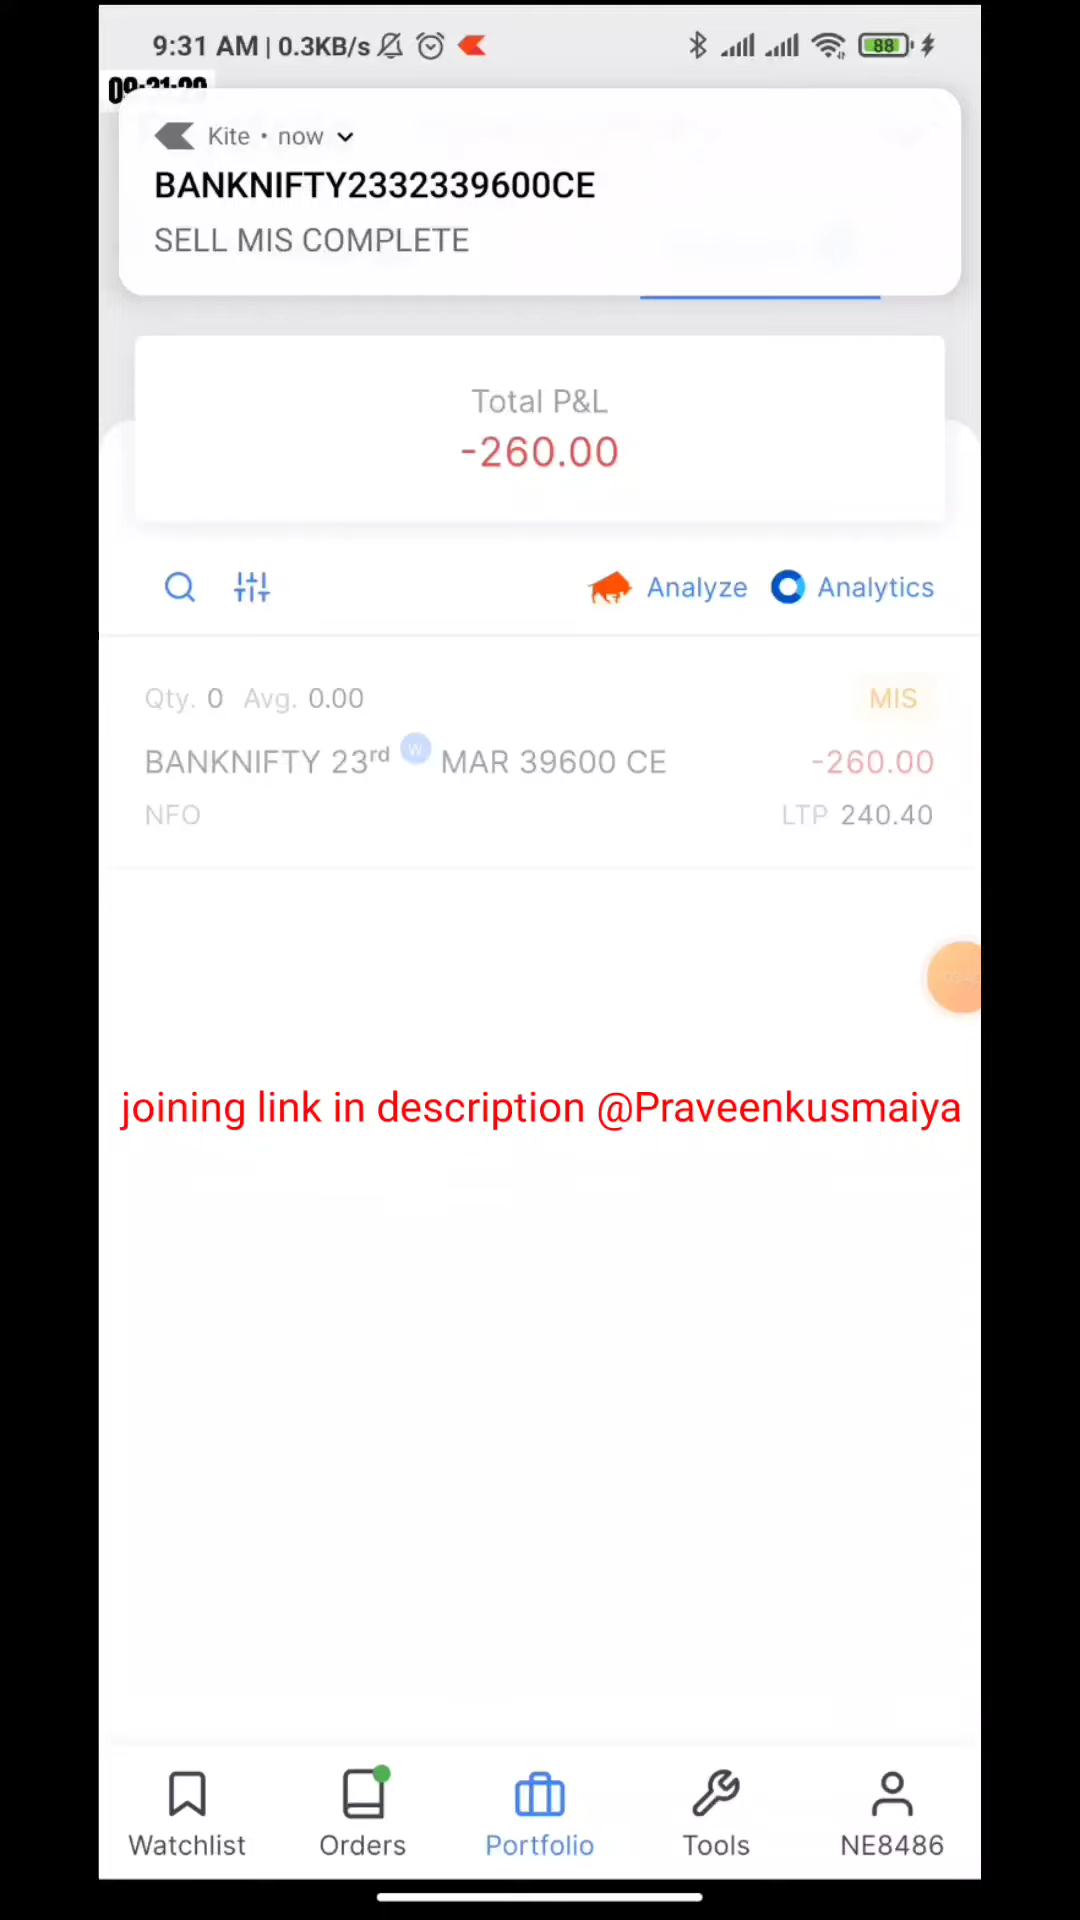 9:31 AM | 0.3KB/s
88
Kite • now
BANKNIFTY2332339600CE
SELL MIS COMPLETE
Total P&L
-260.00
Analyze
Analytics
Qty. 0 Avg. 0.00
MIS
BANKNIFTY 23rd W MAR 39600 CE
-260.00
NFO
LTP 240.40
joining link in description @Praveenkusmaiya
Watchlist
Orders
Portfolio
Tools
NE8486